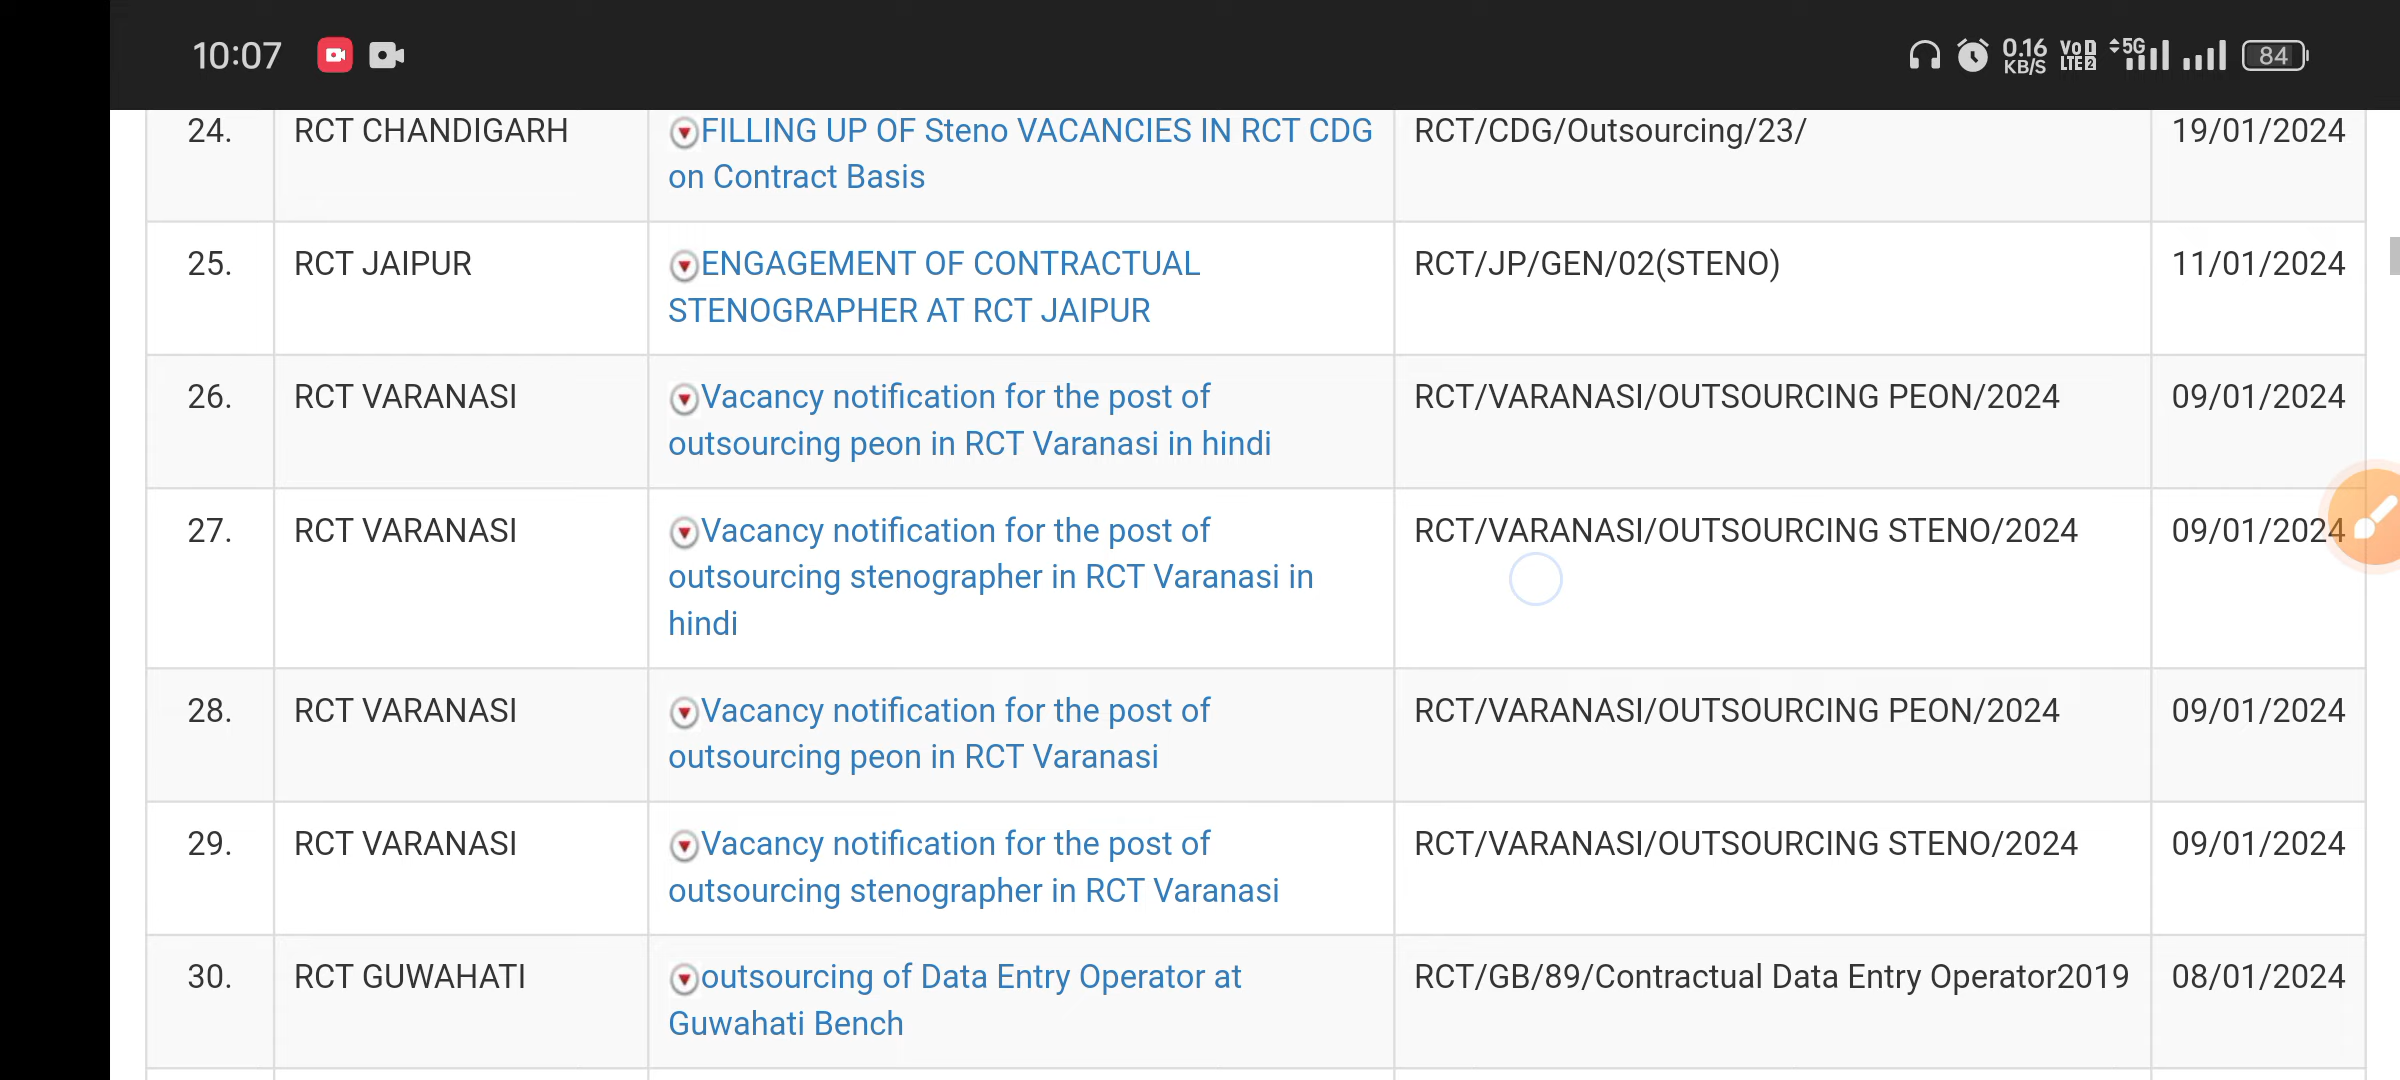 10:07
0.16 KB/S VoD LTE2 5G 84
24. RCT CHANDIGARH FILLING UP OF Steno VACANCIES IN RCT CDG RCT/CDG/Outsourcing/23/ 19/01/2024
on Contract Basis
25. RCT JAIPUR ENGAGEMENT OF CONTRACTUAL RCT/JP/GEN/02(STENO) 11/01/2024
STENOGRAPHER AT RCT JAIPUR
26. RCT VARANASI Vacancy notification for the post of RCT/VARANASI/OUTSOURCING PEON/2024 09/01/2024
outsourcing peon in RCT Varanasi in hindi
27. RCT VARANASI Vacancy notification for the post of RCT/VARANASI/OUTSOURCING STENO/2024 09/01/2024
outsourcing stenographer in RCT Varanasi in
hindi
28. RCT VARANASI Vacancy notification for the post of RCT/VARANASI/OUTSOURCING PEON/2024 09/01/2024
outsourcing peon in RCT Varanasi
29. RCT VARANASI Vacancy notification for the post of RCT/VARANASI/OUTSOURCING STENO/2024 09/01/2024
outsourcing stenographer in RCT Varanasi
30. RCT GUWAHATI outsourcing of Data Entry Operator at RCT/GB/89/Contractual Data Entry Operator2019 08/01/2024
Guwahati Bench